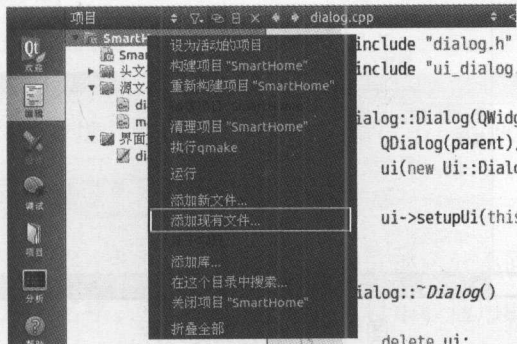 项目 dialog.cpp
欢迎
编辑
调试
项目
分析
SmartH
Smar
头文
源文
di
m
界面
di
设为活动的项目
构建项目 "SmartHome"
重新构建项目 "SmartHome"
清理项目 "SmartHome"
执行qmake
运行
添加新文件...
添加现有文件...
添加库...
在这个目录中搜索...
关闭项目 "SmartHome"
折叠全部
include "dialog.h"
include "ui_dialog.
ialog::Dialog(QWidg
QDialog(parent),
ui(new Ui::Dialo
ui->setupUi(this
ialog::~Dialog()
delete ui;